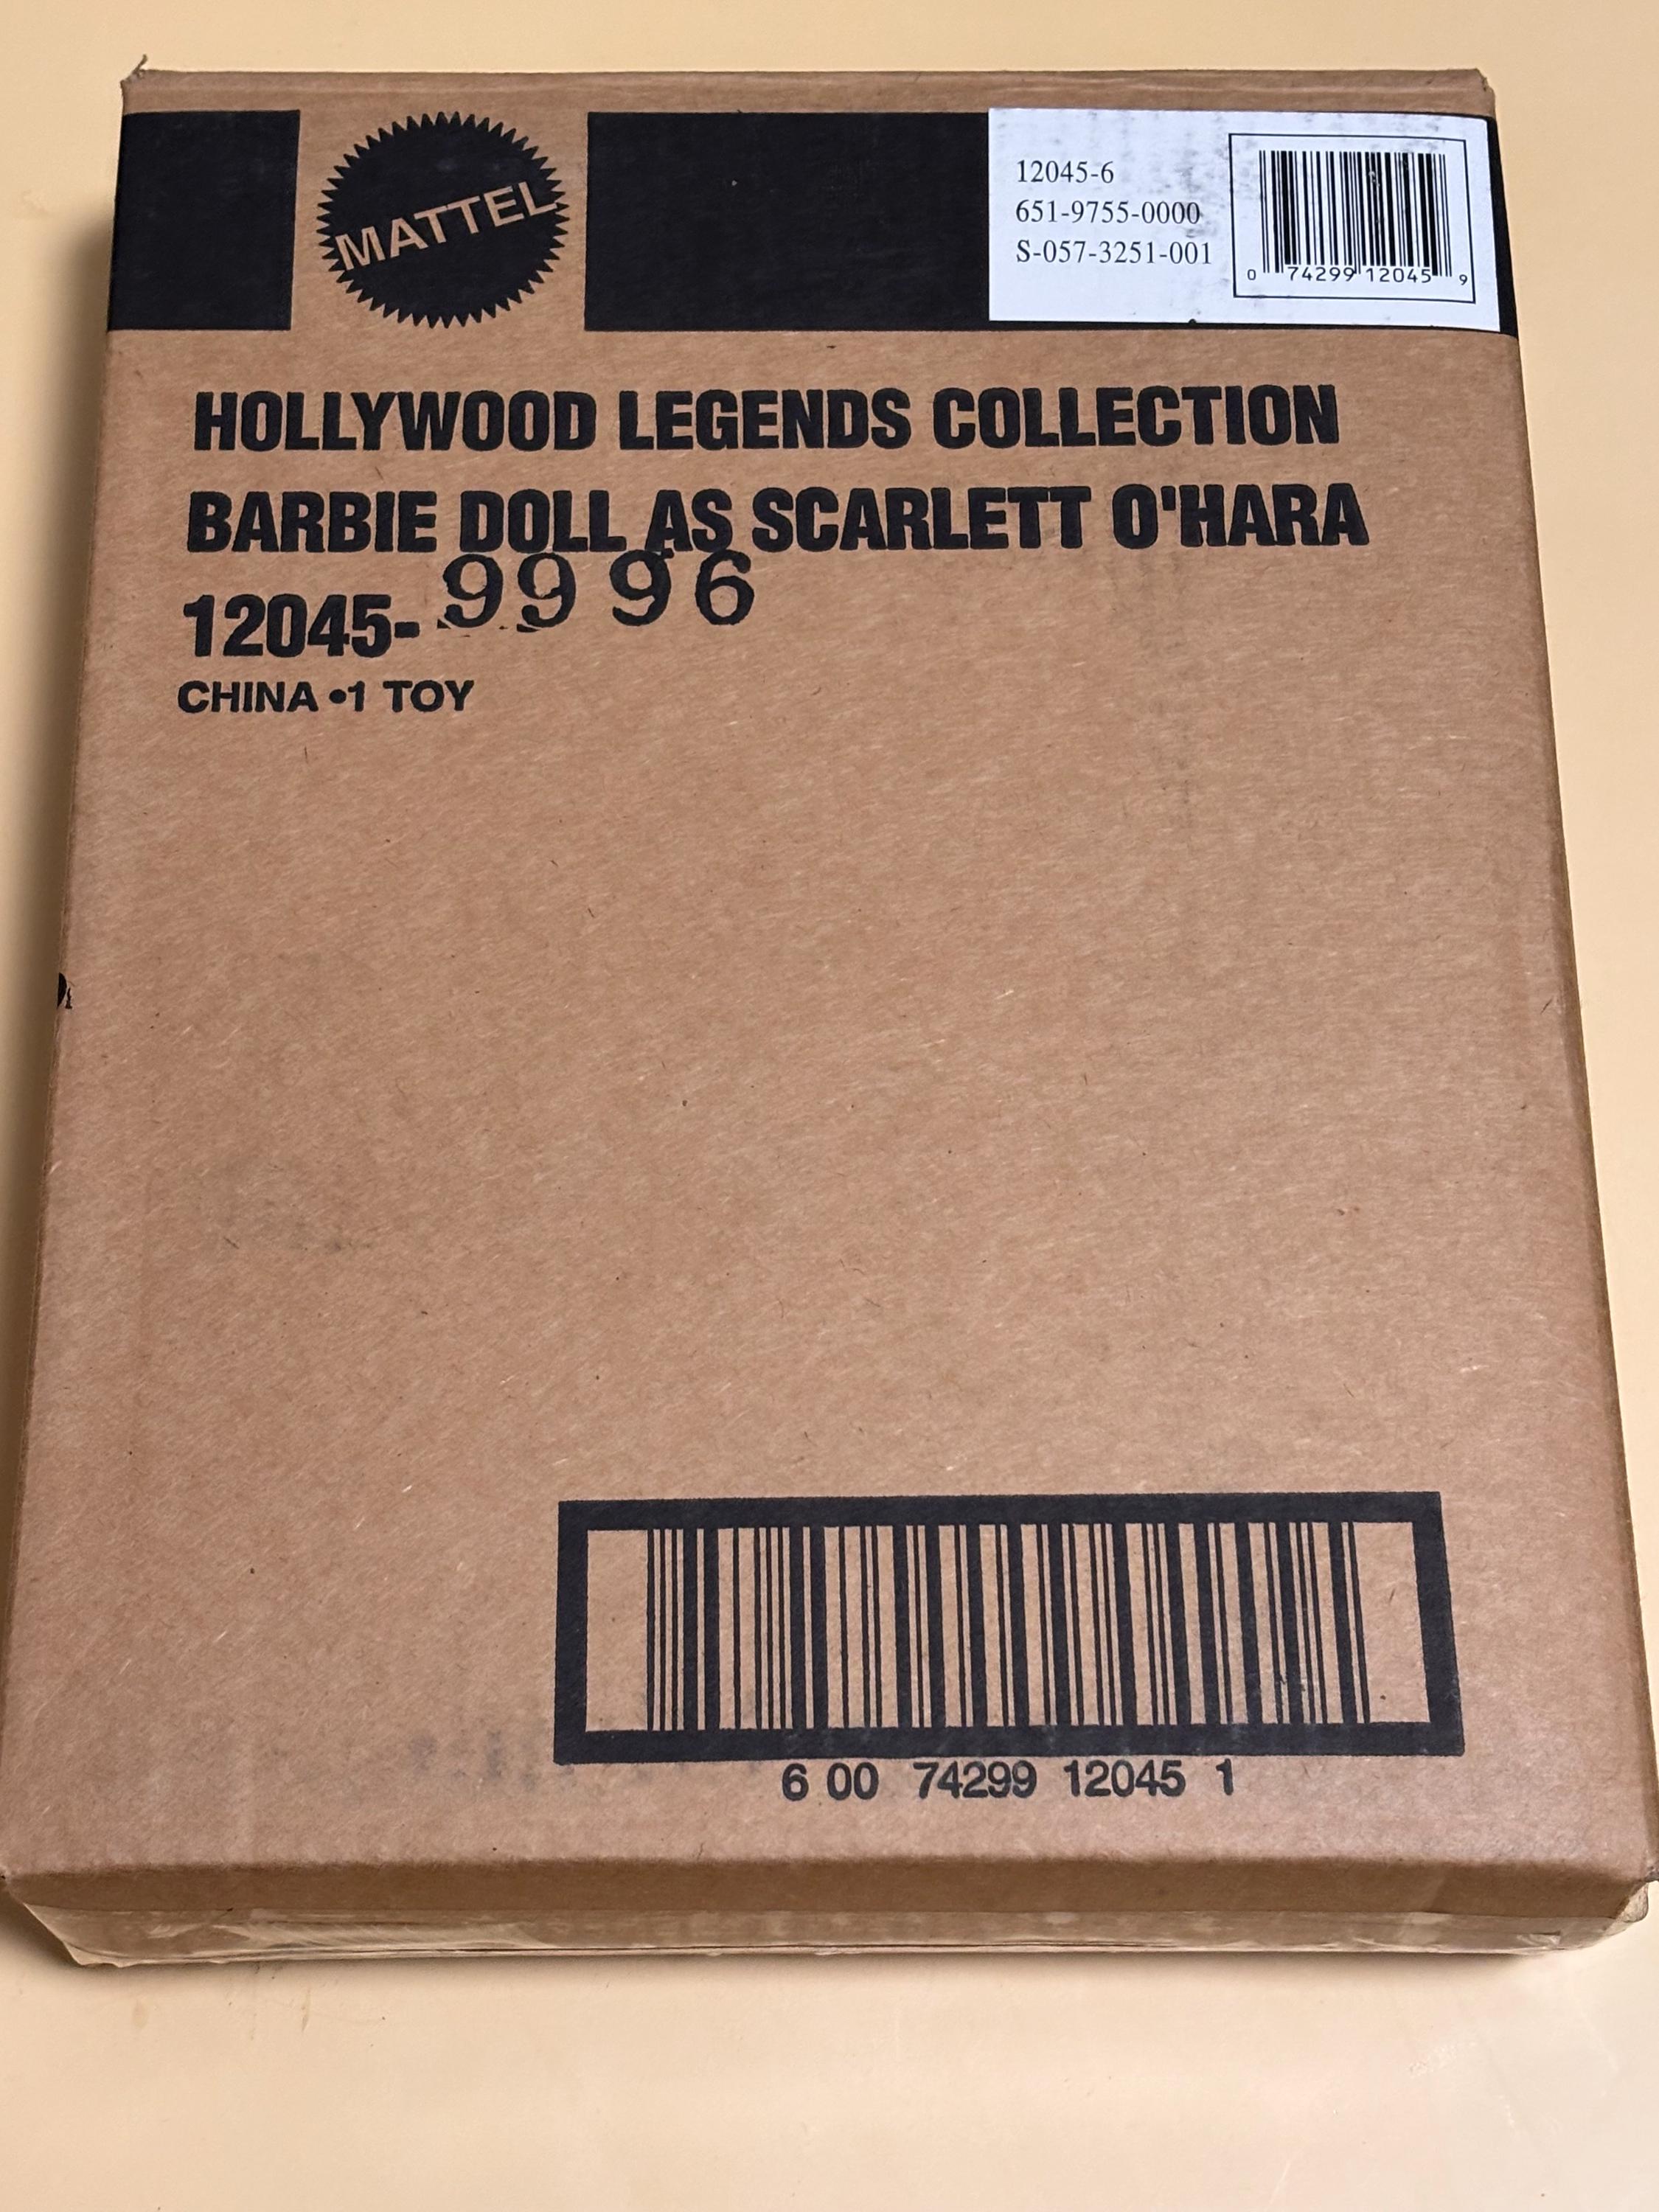 MATTEL
12045-6
651-9755-0000
S-057-3251-001
0 74299 12045 9
HOLLYWOOD LEGENDS COLLECTION
BARBIE DOLL AS SCARLETT O'HARA
12045- 9996
CHINA •1 TOY
6 00 74299 12045 1